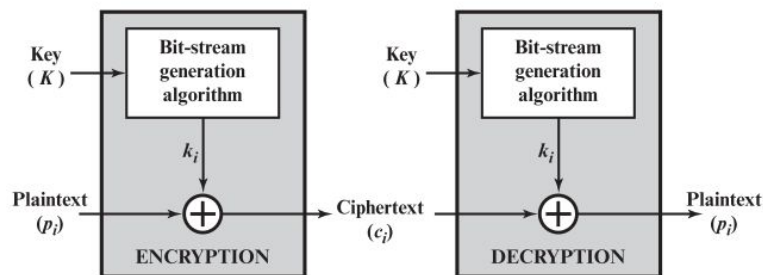 Key
( K )
Bit-stream
generation
algorithm
k_i
Plaintext
(p_i)
ENCRYPTION
Ciphertext
(c_i)
Key
( K )
Bit-stream
generation
algorithm
k_i
DECRYPTION
Plaintext
(p_i)